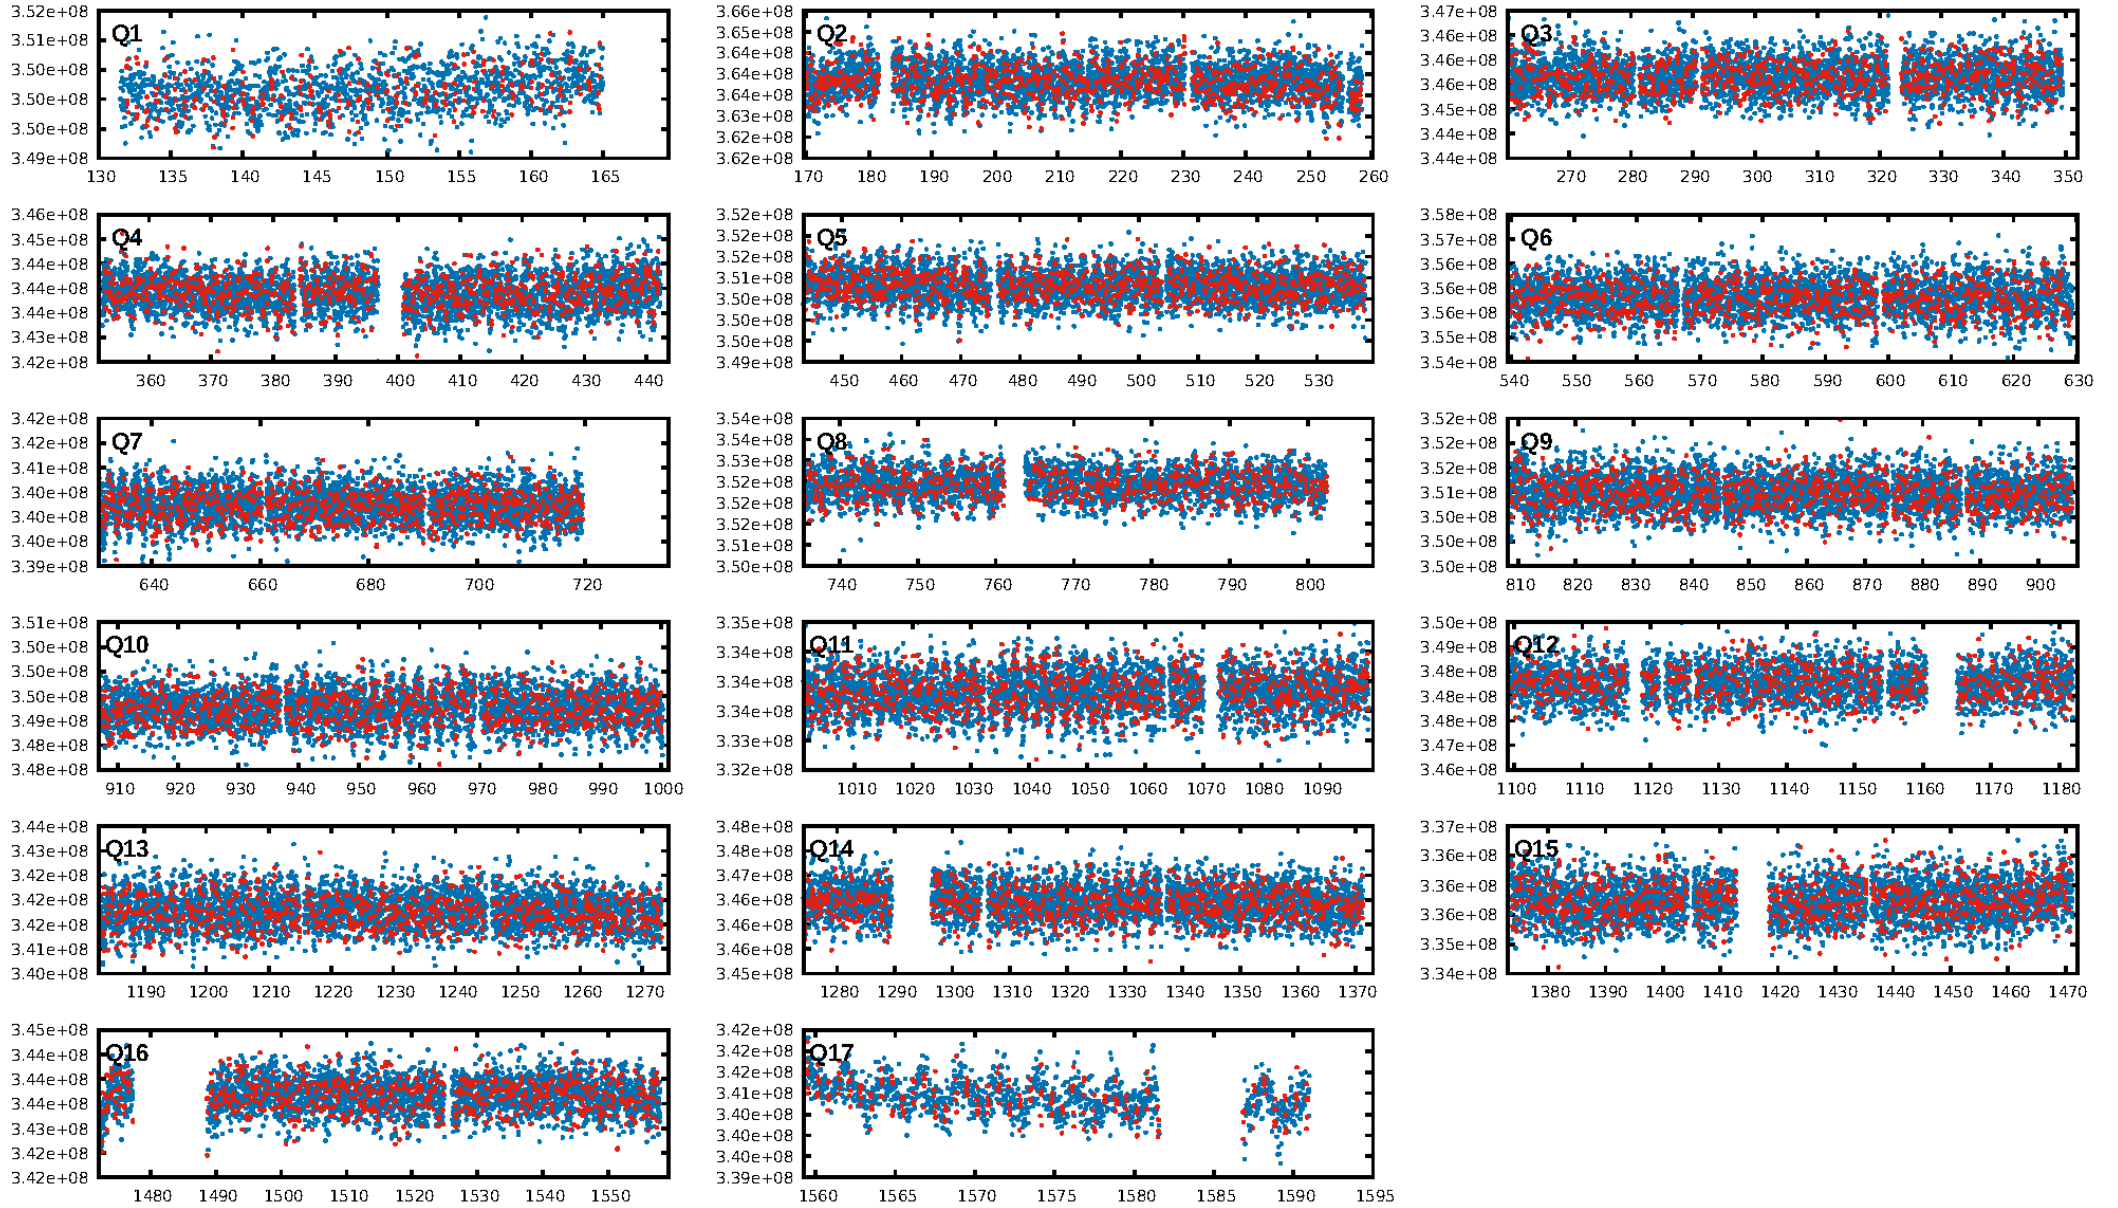 3.52e+08 3.51e+08 3.50e+08 3.50e+08 3.50e+08 3.49e+08
Q1
130 135 140 145 150 155 160 165
3.66e+08 3.65e+08 3.64e+08 3.64e+08 3.64e+08 3.63e+08 3.62e+08 3.62e+08
Q2
170 180 190 200 210 220 230 240 250 260
3.47e+08 3.46e+08 3.46e+08 3.46e+08 3.45e+08 3.44e+08 3.44e+08
Q3
270 280 290 300 310 320 330 340 350
3.46e+08 3.45e+08 3.44e+08 3.44e+08 3.44e+08 3.43e+08 3.42e+08
Q4
360 370 380 390 400 410 420 430 440
3.52e+08 3.52e+08 3.52e+08 3.51e+08 3.50e+08 3.50e+08 3.50e+08 3.49e+08
Q5
450 460 470 480 490 500 510 520 530
3.58e+08 3.57e+08 3.56e+08 3.56e+08 3.56e+08 3.55e+08 3.54e+08
Q6
540 550 560 570 580 590 600 610 620 630
3.42e+08 3.42e+08 3.41e+08 3.40e+08 3.40e+08 3.40e+08 3.39e+08
Q7
640 660 680 700 720
3.54e+08 3.54e+08 3.53e+08 3.52e+08 3.52e+08 3.52e+08 3.51e+08 3.50e+08
Q8
740 750 760 770 780 790 800
3.52e+08 3.52e+08 3.52e+08 3.51e+08 3.50e+08 3.50e+08 3.50e+08
Q9
810 820 830 840 850 860 870 880 890 900
3.51e+08 3.50e+08 3.50e+08 3.50e+08 3.49e+08 3.48e+08 3.48e+08
Q10
910 920 930 940 950 960 970 980 990 1000
3.35e+08 3.34e+08 3.34e+08 3.34e+08 3.33e+08 3.32e+08
Q11
1010 1020 1030 1040 1050 1060 1070 1080 1090
3.50e+08 3.49e+08 3.48e+08 3.48e+08 3.48e+08 3.47e+08 3.46e+08
Q12
1100 1110 1120 1130 1140 1150 1160 1170 1180
3.44e+08 3.43e+08 3.42e+08 3.42e+08 3.42e+08 3.41e+08 3.40e+08
Q13
1190 1200 1210 1220 1230 1240 1250 1260 1270
3.48e+08 3.48e+08 3.47e+08 3.46e+08 3.46e+08 3.46e+08 3.45e+08
Q14
1280 1290 1300 1310 1320 1330 1340 1350 1360 1370
3.37e+08 3.36e+08 3.36e+08 3.36e+08 3.35e+08 3.34e+08
Q15
1380 1390 1400 1410 1420 1430 1440 1450 1460 1470
3.45e+08 3.44e+08 3.44e+08 3.44e+08 3.43e+08 3.42e+08 3.42e+08
Q16
1480 1490 1500 1510 1520 1530 1540 1550
3.42e+08 3.42e+08 3.42e+08 3.41e+08 3.40e+08 3.40e+08 3.40e+08 3.39e+08
Q17
1560 1565 1570 1575 1580 1585 1590 1595